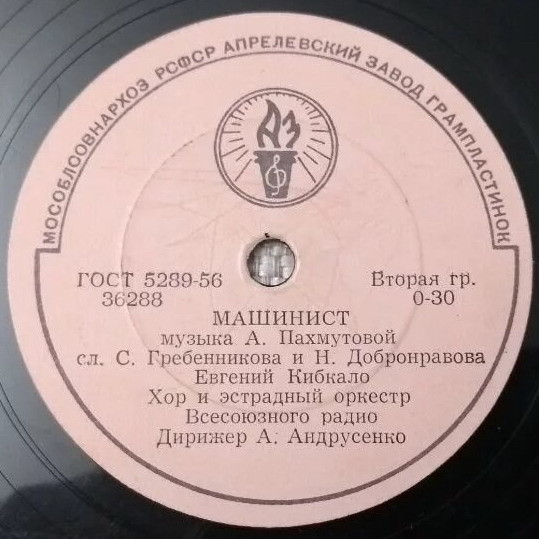 МОСОБЛСОВНАРХОЗ РСФСР АПРЕЛЕВСКИЙ ЗАВОД ГРАМПЛАСТИНОК
АЗ
ГОСТ 5289-56
36288
Вторая гр.
0-30
МАШИНИСТ
музыка А. Пахмутовой
сл. С. Гребенникова и Н. Добронравова
Евгений Кибкало
Хор и эстрадный оркестр
Всесоюзного радио
Дирижер А. Андрусенко